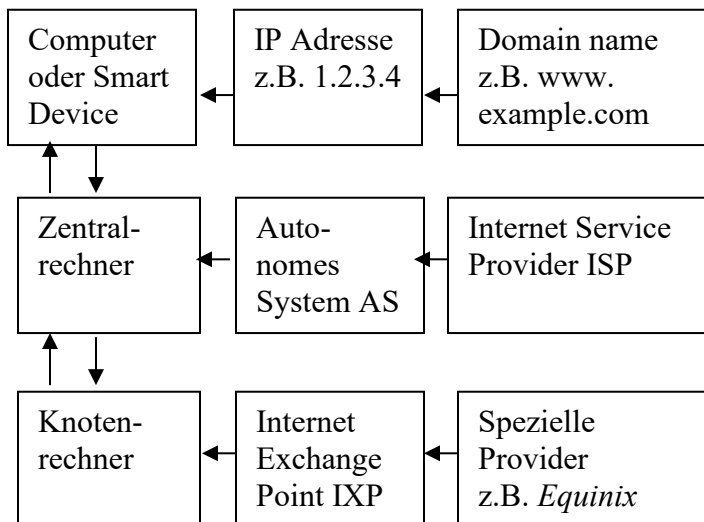 Computer
oder Smart
Device
IP Adresse
z.B. 1.2.3.4
Domain name
z.B. www.
example.com
Zentral-
rechner
Auto-
nomes
System AS
Internet Service
Provider ISP
Knoten-
rechner
Internet
Exchange
Point IXP
Spezielle
Provider
z.B. Equinix